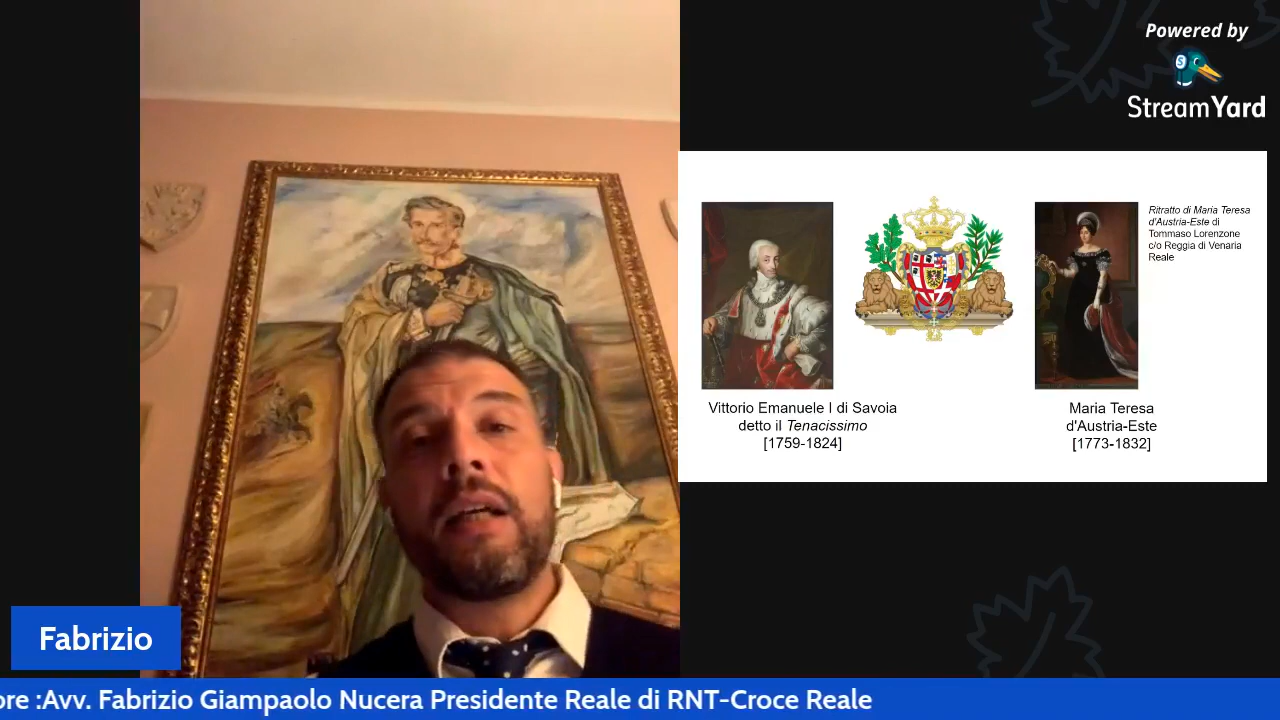 Powered by
StreamYard
Ritratto di Maria Teresa
d'Austria-Este di
Tommaso Lorenzone
c/o Reggia di Venaria
Reale
Vittorio Emanuele I di Savoia
detto il Tenacissimo
[1759-1824]
Maria Teresa
d'Austria-Este
[1773-1832]
Fabrizio
ore :Avv. Fabrizio Giampaolo Nucera Presidente Reale di RNT-Croce Reale